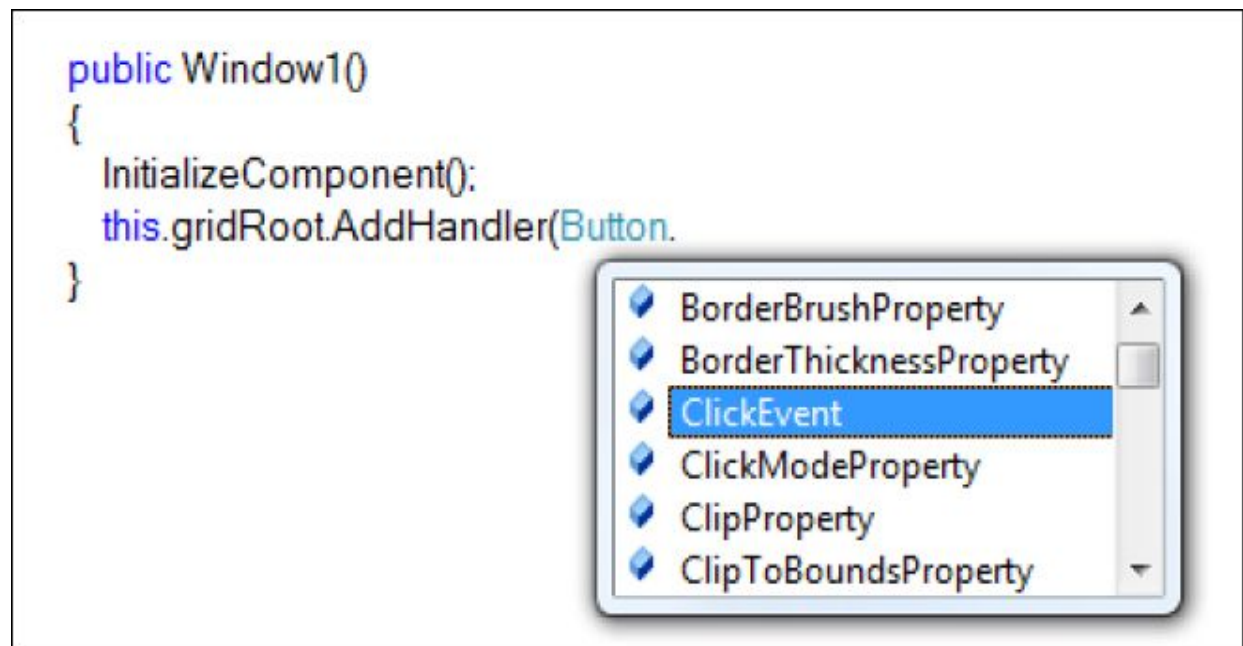 public Window1()
{
InitializeComponent();
this.gridRoot.AddHandler(Button.
}
BorderBrushProperty
BorderThicknessProperty
ClickEvent
ClickModeProperty
ClipProperty
ClipToBoundsProperty